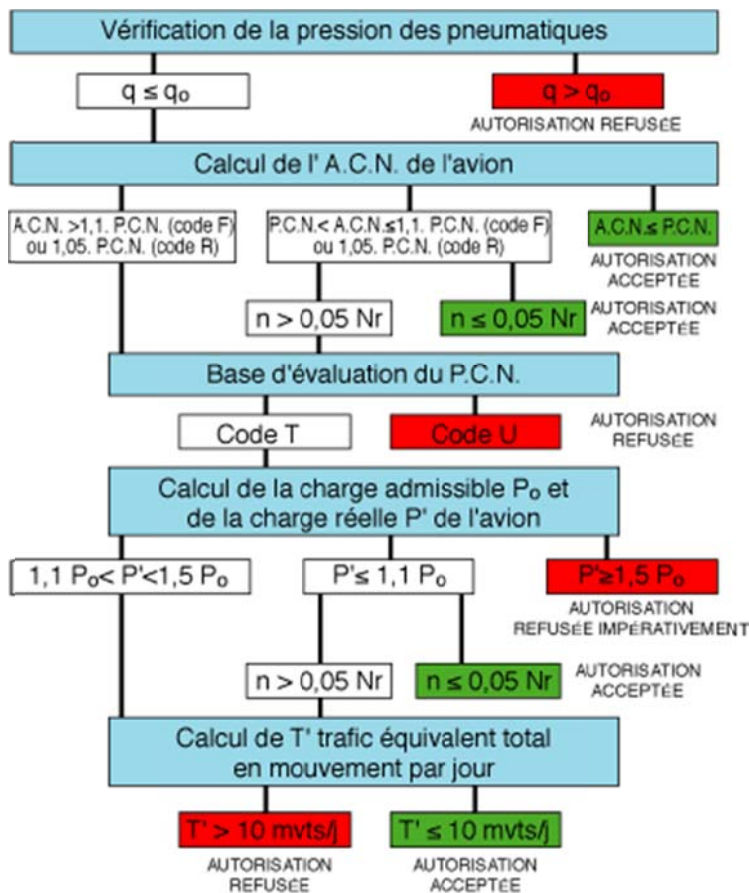 Vérification de la pression des pneumatiques
q ≤ qo
q > qo
AUTORISATION REFUSÉE
Calcul de l' A.C.N. de l'avion
A.C.N. >1,1. P.C.N. (code F)
ou 1,05. P.C.N. (code R)
P.C.N.< A.C.N.≤1,1. P.C.N. (code F)
ou 1,05. P.C.N. (code R)
A.C.N.≤ P.C.N.
AUTORISATION
ACCEPTÉE
n > 0,05 Nr
n ≤ 0,05 Nr
AUTORISATION
ACCEPTÉE
Base d'évaluation du P.C.N.
Code T
Code U
AUTORISATION
REFUSÉE
Calcul de la charge admissible Po et
de la charge réelle P' de l'avion
1,1 Po< P'<1,5 Po
P'≤ 1,1 Po
P'≥1,5 Po
AUTORISATION
REFUSÉE IMPÉRATIVEMENT
n > 0,05 Nr
n ≤ 0,05 Nr
AUTORISATION
ACCEPTÉE
Calcul de T' trafic équivalent total
en mouvement par jour
T' > 10 mvts/j
T' ≤ 10 mvts/j
AUTORISATION
REFUSÉE
AUTORISATION
ACCEPTÉE